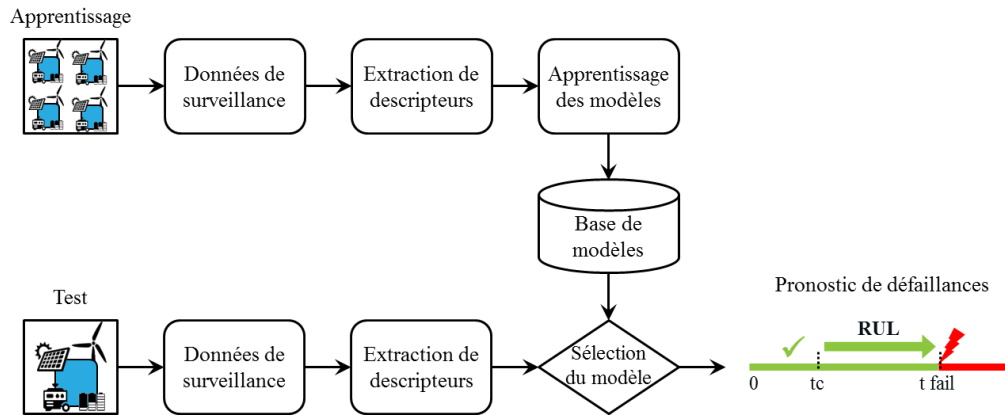 Apprentissage
Données de
surveillance
Extraction de
descripteurs
Apprentissage
des modèles
Base de
modèles
Test
Données de
surveillance
Extraction de
descripteurs
Sélection
du modèle
Pronostic de défaillances
RUL
0 tc t fail